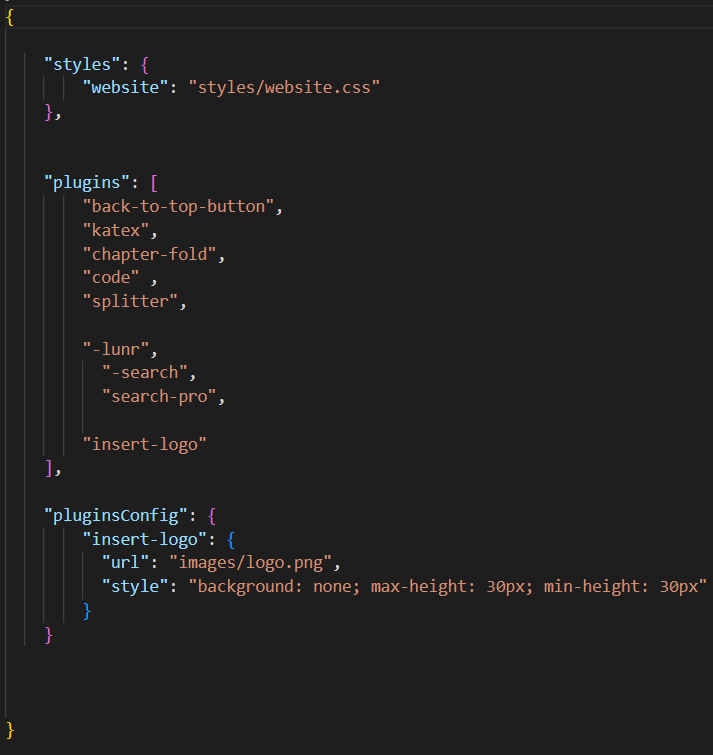 {
"styles": {
"website": "styles/website.css"
},
"plugins": [
"back-to-top-button",
"katex",
"chapter-fold",
"code" ,
"splitter",
"-lunr",
"-search",
"search-pro",
"insert-logo"
],
"pluginsConfig": {
"insert-logo": {
"url": "images/logo.png",
"style": "background: none; max-height: 30px; min-height: 30px"
}
}
}